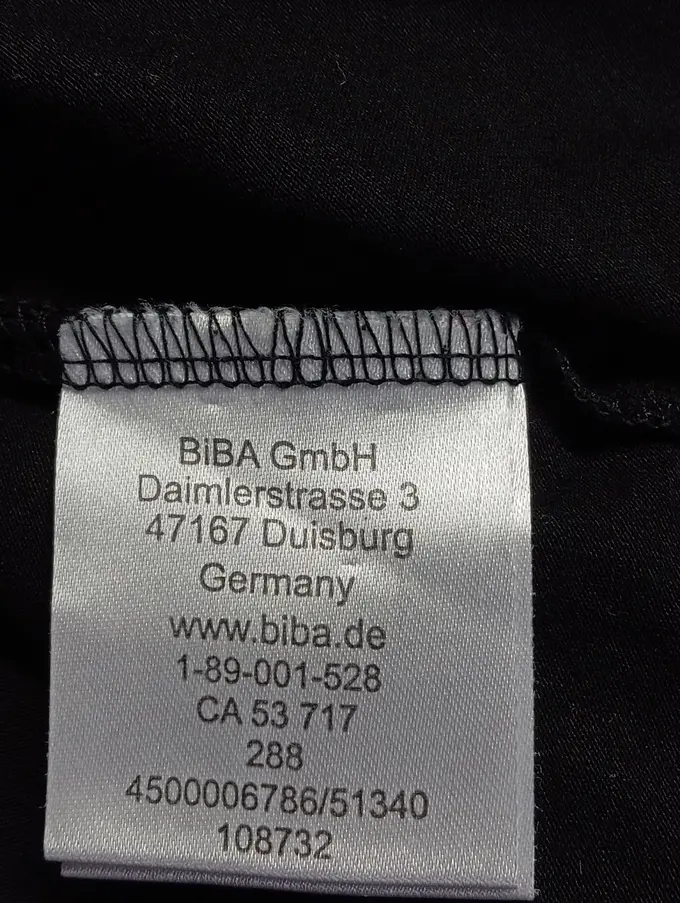 BiBA GmbH
Daimlerstrasse 3
47167 Duisburg
Germany
www.biba.de
1-89-001-528
CA 53 717
288
4500006786/51340
108732